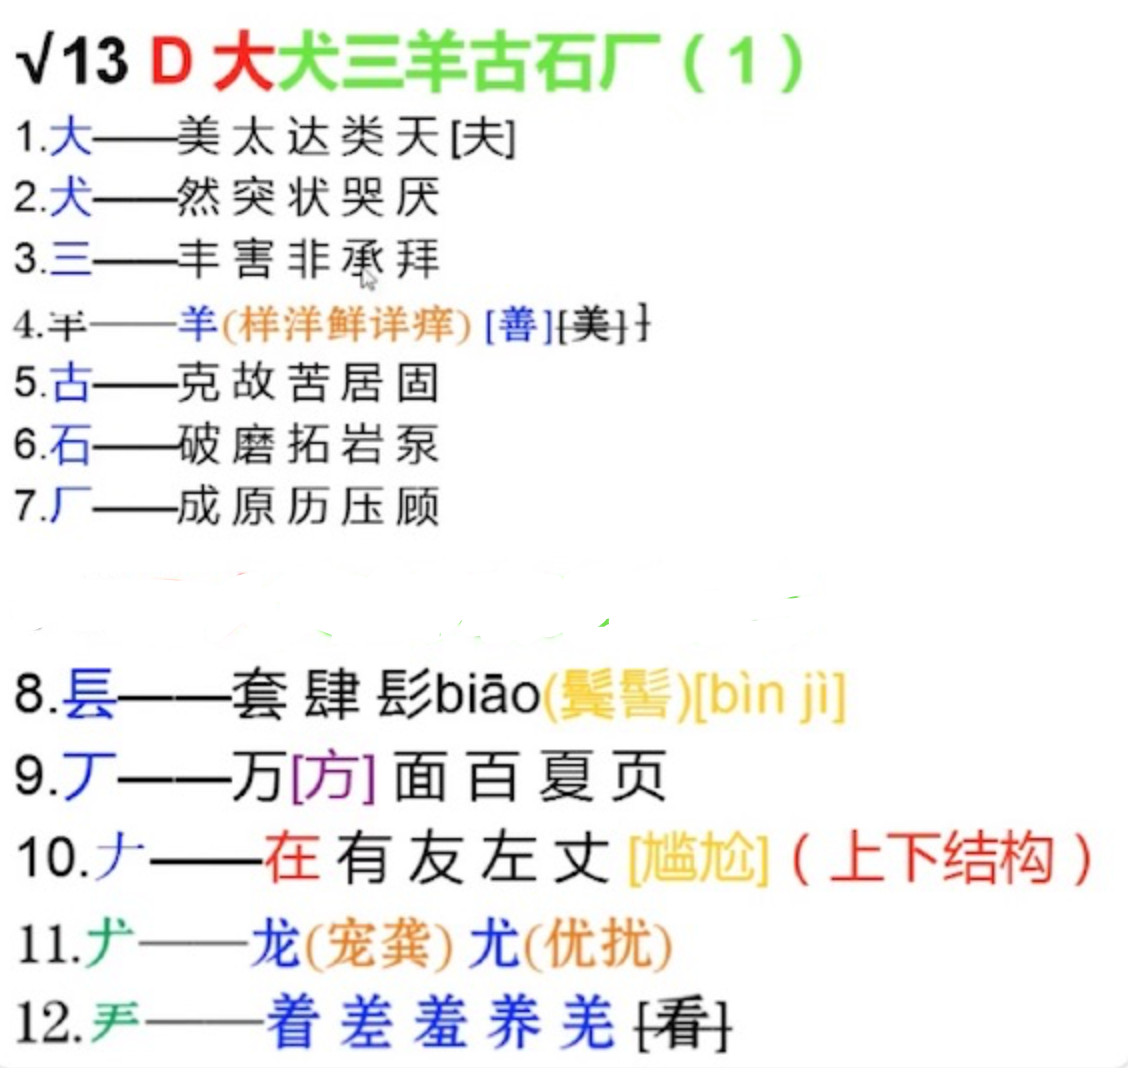 √13 D 大犬三羊古石厂（1）
1.大——美 太 达 类 天[夫]
2.犬——然 突 状 哭 厌
3.三——丰 害 非 承 拜
4.⺶——羊(样洋鲜详痒) [善][美]
5.古——克 故 苦 居 固
6.石——破 磨 拓 岩 泵
7.厂——成 原 历 压 顾
8.镸——套 肆 髟biāo(鬓髻)[bìn jì]
9.丆——万[方] 面 百 夏 页
10.𠂇——在 有 友 左 丈 [尴尬]（上下结构）
11.——龙(宠龚) 尤(优扰)
12.——着 差 羞 养 羌 [看]